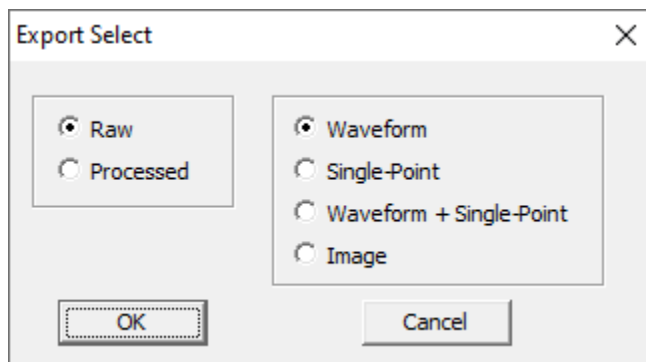 Export Select
Raw
Processed
Waveform
Single-Point
Waveform + Single-Point
Image
OK
Cancel